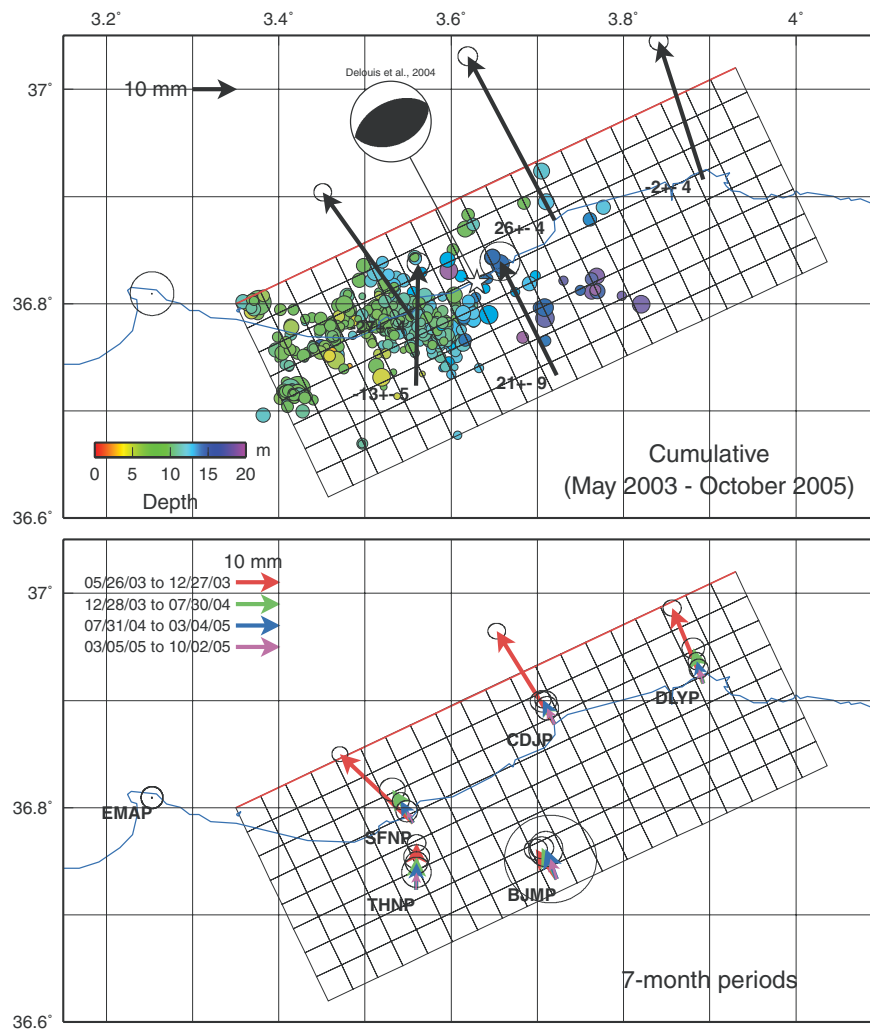 3.2˚ 3.4˚ 3.6˚ 3.8˚ 4˚
Delouis et al., 2004
37˚
10 mm
-2+- 4
26+- 4
36.8˚
-13+- 5
21+- 9
m
0 5 10 15 20
Depth
Cumulative
(May 2003 - October 2005)
36.6˚
10 mm
05/26/03 to 12/27/03
37˚
12/28/03 to 07/30/04
07/31/04 to 03/04/05
03/05/05 to 10/02/05
DLYP
CDJP
36.8˚
EMAP
SFNP
THNP
BJMP
7-month periods
36.6˚